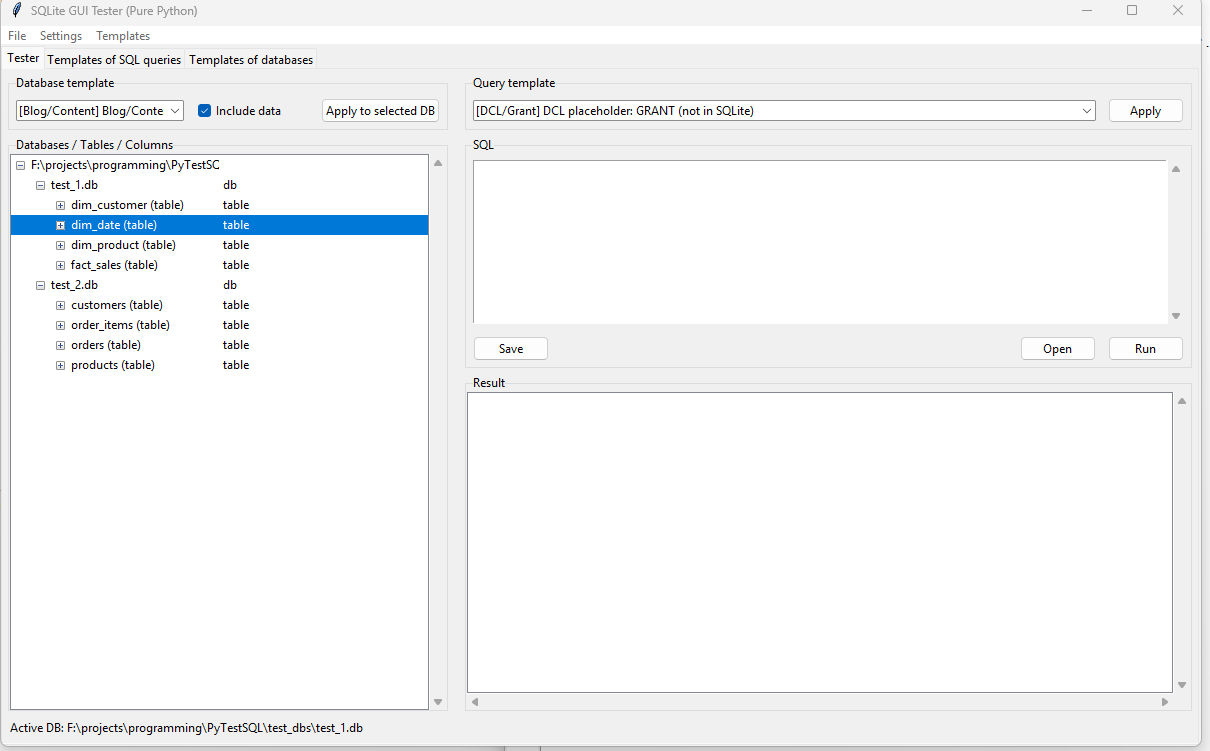 SQLite GUI Tester (Pure Python)
File Settings Templates
Tester Templates of SQL queries Templates of databases
Database template
[Blog/Content] Blog/Conte Include data Apply to selected DB
Query template
[DCL/Grant] DCL placeholder: GRANT (not in SQLite) Apply
Databases / Tables / Columns
F:\projects\programming\PyTestSC
test_1.db db
dim_customer (table) table
dim_date (table) table
dim_product (table) table
fact_sales (table) table
test_2.db db
customers (table) table
order_items (table) table
orders (table) table
products (table) table
SQL
Save Open Run
Result
Active DB: F:\projects\programming\PyTestSQL\test_dbs\test_1.db